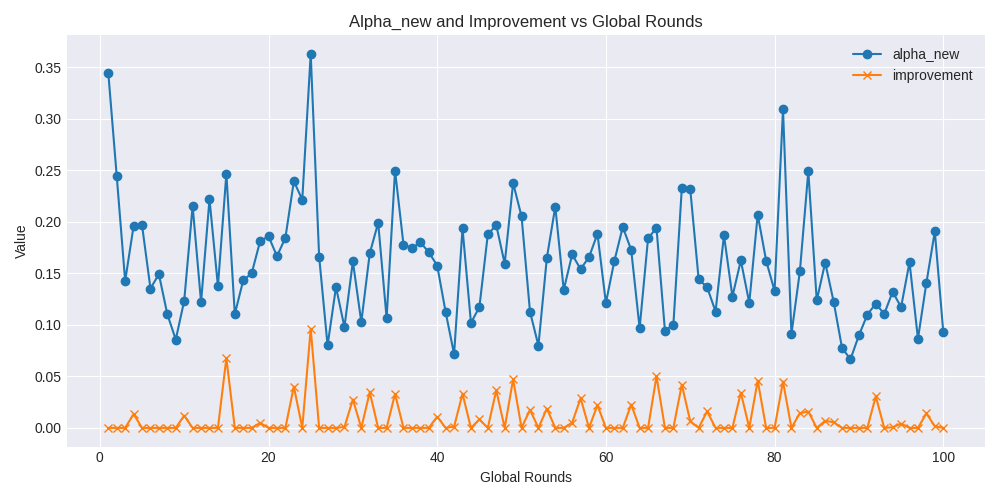 Alpha_new and Improvement vs Global Rounds
alpha_new
improvement
Value
0.35
0.30
0.25
0.20
0.15
0.10
0.05
0.00
0 20 40 60 80 100
Global Rounds